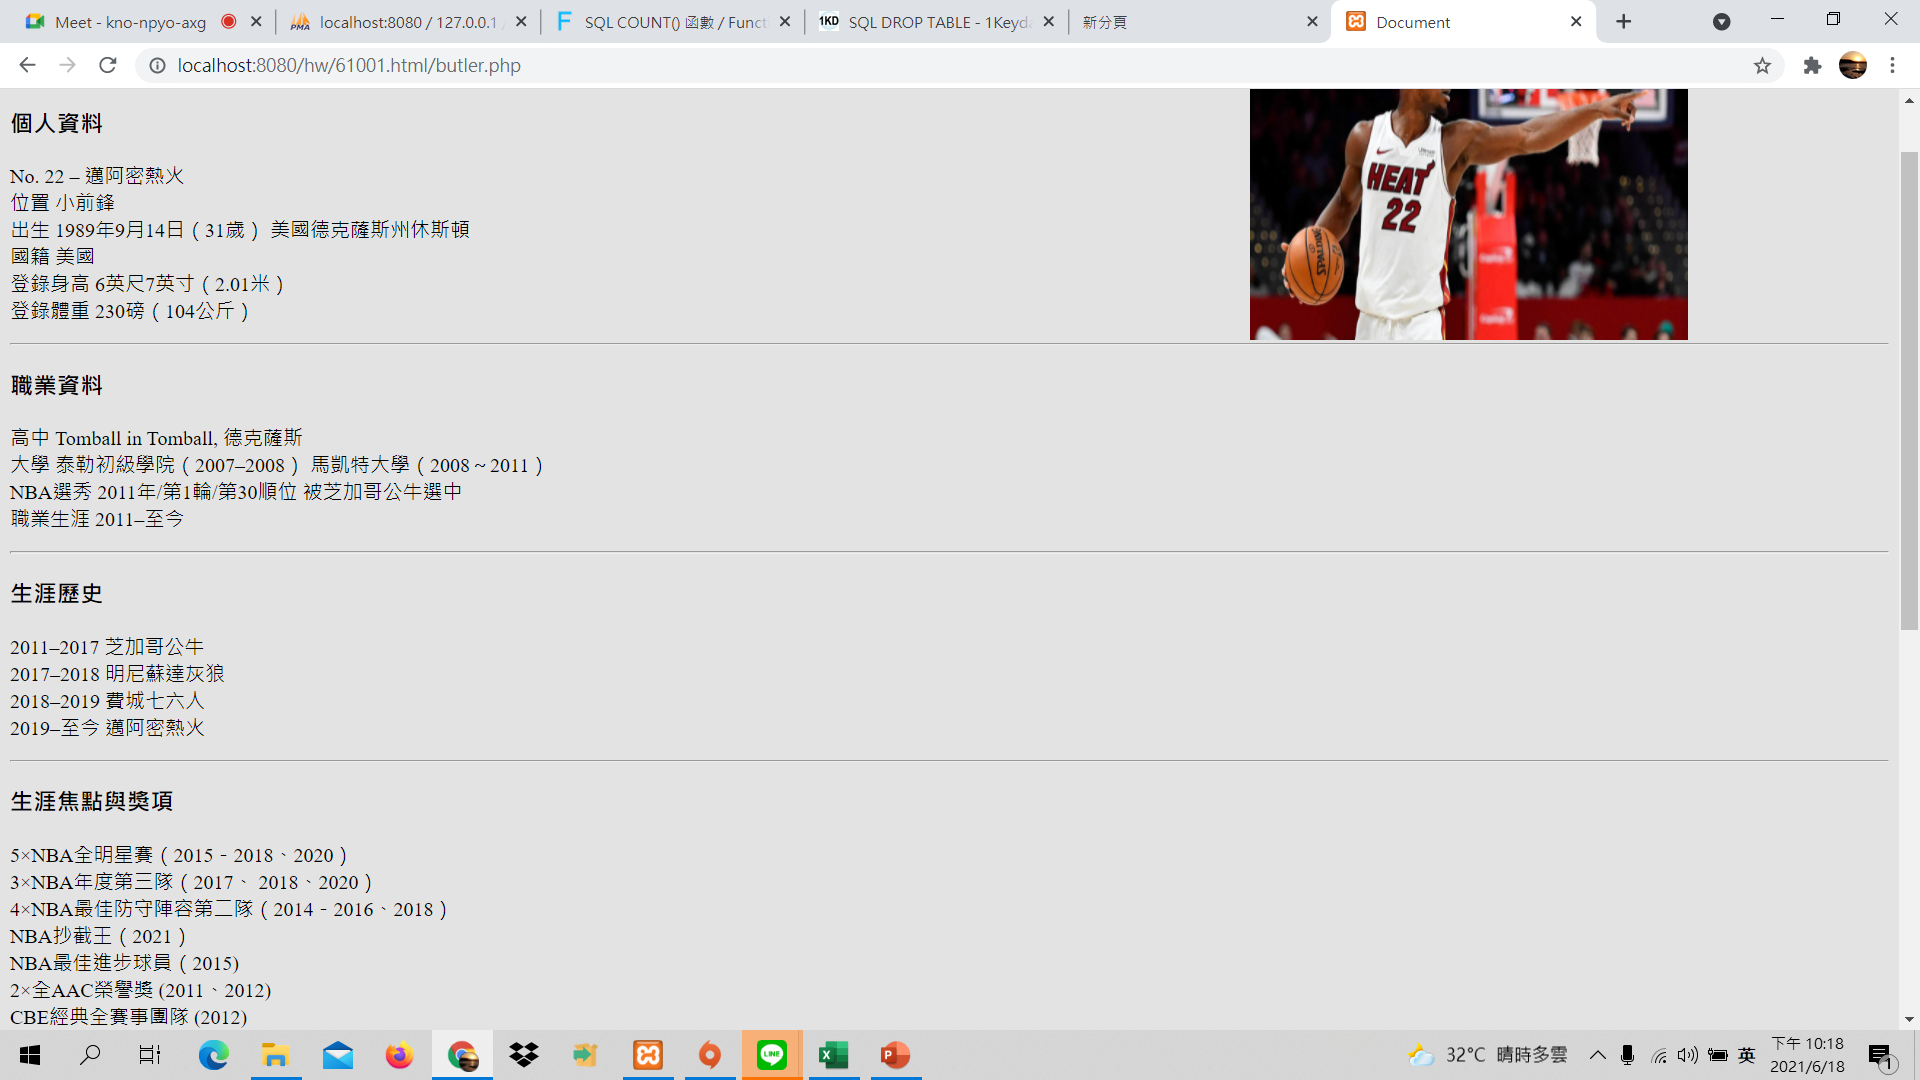 Meet - kno-npyo-axg
localhost:8080 / 127.0.0.1 /
SQL COUNT() 函數 / Funct
1KD SQL DROP TABLE - 1Keyda
新分頁
Document
localhost:8080/hw/61001.html/butler.php
個人資料
No. 22 – 邁阿密熱火
位置 小前鋒
出生 1989年9月14日（31歲） 美國德克薩斯州休斯頓
國籍 美國
登錄身高 6英尺7英寸（2.01米）
登錄體重 230磅（104公斤）
HEAT
22
SPALDING
職業資料
高中 Tomball in Tomball, 德克薩斯
大學 泰勒初級學院（2007–2008） 馬凱特大學（2008～2011）
NBA選秀 2011年/第1輪/第30順位 被芝加哥公牛選中
職業生涯 2011–至今
生涯歷史
2011–2017 芝加哥公牛
2017–2018 明尼蘇達灰狼
2018–2019 費城七六人
2019–至今 邁阿密熱火
生涯焦點與獎項
5×NBA全明星賽（2015－2018、2020）
3×NBA年度第三隊（2017、 2018、2020）
4×NBA最佳防守陣容第二隊（2014－2016、2018）
NBA抄截王（2021）
NBA最佳進步球員（2015)
2×全AAC榮譽獎 (2011、2012)
CBE經典全賽事團隊 (2012)
32°C 晴時多雲
英
下午 10:18
2021/6/18
1